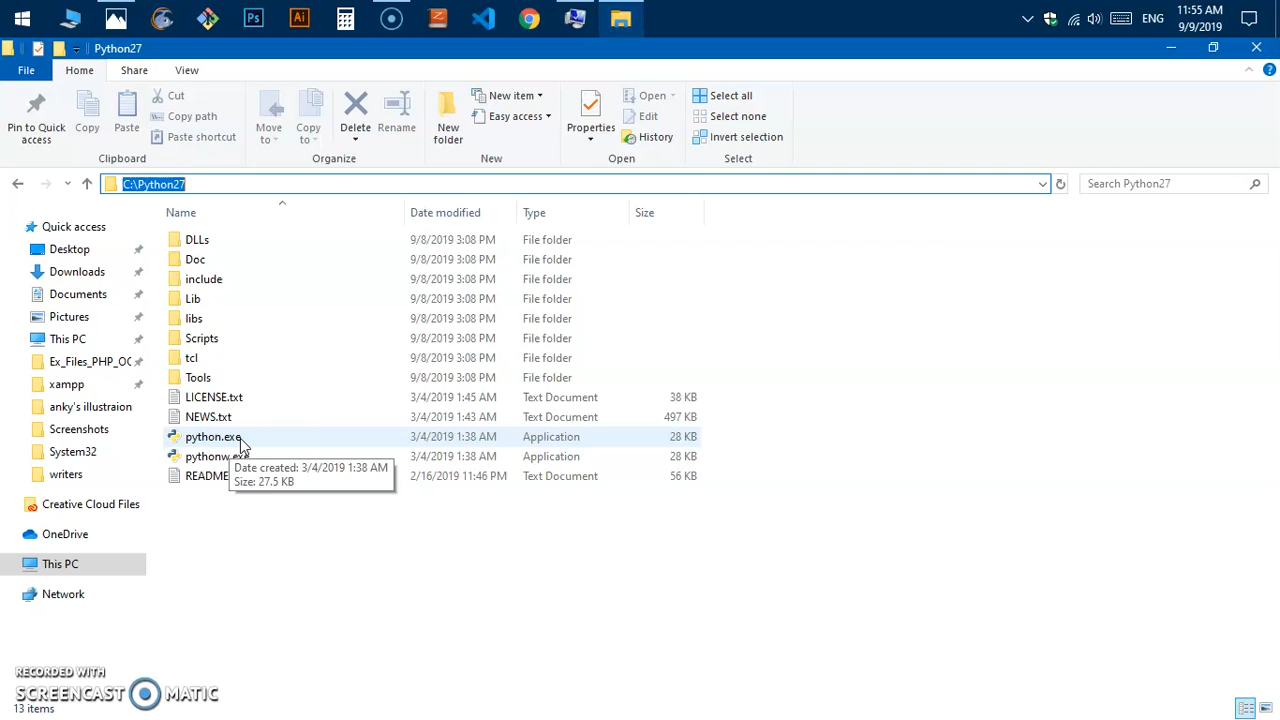 Ps
Ai
11:55 AM
ENG
9/9/2019
Python27
File
Home
Share
View
Pin to Quick access
Copy
Paste
Cut
Copy path
Paste shortcut
Clipboard
Move to
Copy to
Delete
Rename
Organize
New folder
New item
Easy access
New
Properties
Open
Edit
History
Open
Select all
Select none
Invert selection
Select
C:\Python27
Search Python27
Name
Date modified
Type
Size
Quick access
Desktop
Downloads
Documents
Pictures
This PC
Ex_Files_PHP_OC
xampp
anky's illustraion
Screenshots
System32
writers
Creative Cloud Files
OneDrive
This PC
Network
DLLs 9/8/2019 3:08 PM File folder
Doc 9/8/2019 3:08 PM File folder
include 9/8/2019 3:08 PM File folder
Lib 9/8/2019 3:08 PM File folder
libs 9/8/2019 3:08 PM File folder
Scripts 9/8/2019 3:08 PM File folder
tcl 9/8/2019 3:08 PM File folder
Tools 9/8/2019 3:08 PM File folder
LICENSE.txt 3/4/2019 1:45 AM Text Document 38 KB
NEWS.txt 3/4/2019 1:43 AM Text Document 497 KB
python.exe 3/4/2019 1:38 AM Application 28 KB
pythonw.exe 3/4/2019 1:38 AM Application 28 KB
README 2/16/2019 11:46 PM Text Document 56 KB
Date created: 3/4/2019 1:38 AM
Size: 27.5 KB
RECORDED WITH
SCREENCAST MATIC
13 items